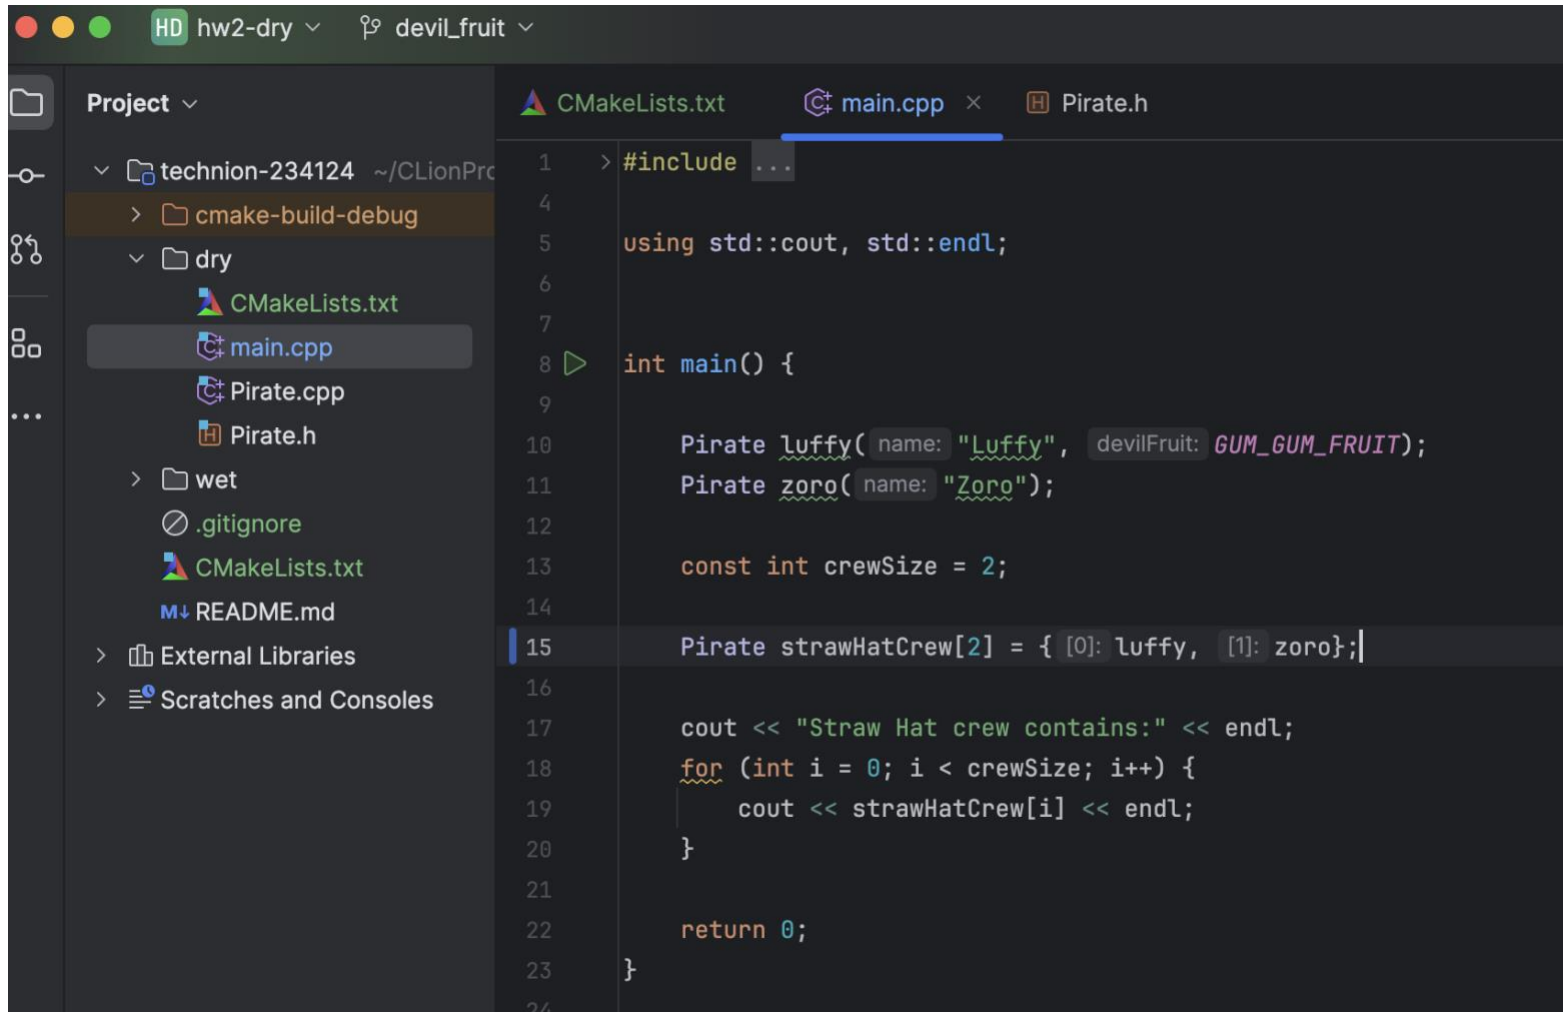 HD hw2-dry devil_fruit
Project
technion-234124 ~/CLionPro
cmake-build-debug
dry
CMakeLists.txt
main.cpp
Pirate.cpp
Pirate.h
wet
.gitignore
CMakeLists.txt
README.md
External Libraries
Scratches and Consoles
CMakeLists.txt main.cpp × Pirate.h
1 #include ...
4
5 using std::cout, std::endl;
6
7
8 int main() {
9
10 Pirate luffy( name: "Luffy", devilFruit: GUM_GUM_FRUIT);
11 Pirate zoro( name: "Zoro");
12
13 const int crewSize = 2;
14
15 Pirate strawHatCrew[2] = { [0]: luffy, [1]: zoro};
16
17 cout << "Straw Hat crew contains:" << endl;
18 for (int i = 0; i < crewSize; i++) {
19 cout << strawHatCrew[i] << endl;
20 }
21
22 return 0;
23 }
24